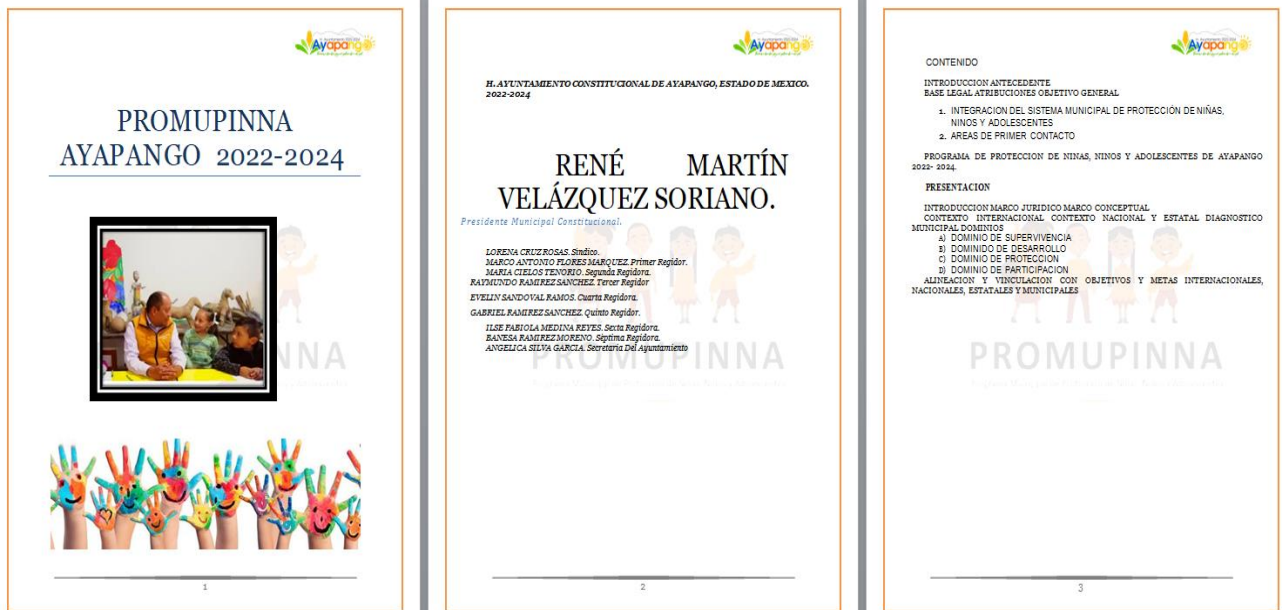 Ayapango
PROMUPINNA
AYAPANGO 2022-2024
INNA
1
Ayapango
H. AYUNTAMIENTO CONSTITUCIONAL DE AYAPANGO, ESTADO DE MEXICO.
2022-2024
RENÉ MARTÍN
VELÁZQUEZ SORIANO.
Presidente Municipal Constitucional.
LORENA CRUZ ROSAS. Sindico.
MARCO ANTONIO FLORES MARQUEZ. Primer Regidor.
MARIA CIELOS TENORIO. Segunda Regidora.
RAYMUNDO RAMIREZ SANCHEZ. Tercer Regidor
EVELIN SANDOVAL RAMOS. Cuarta Regidora.
GABRIEL RAMIREZ SANCHEZ. Quinto Regidor.
ILSE FABIOLA MEDINA REYES. Sexta Regidora.
BANESA RAMIREZ MORENO. Séptima Regidora.
ANGELICA SILVA GARCIA. Secretaria Del Ayuntamiento
PROMUPINNA
2
Ayapango
CONTENIDO
INTRODUCCION ANTECEDENTE
BASE LEGAL ATRIBUCIONES OBJETIVO GENERAL
1. INTEGRACION DEL SISTEMA MUNICIPAL DE PROTECCIÓN DE NIÑAS,
NINOS Y ADOLESCENTES
2. AREAS DE PRIMER CONTACTO
PROGRAMA DE PROTECCION DE NINAS, NINOS Y ADOLESCENTES DE AYAPANGO
2022- 2024.
PRESENTACION
INTRODUCCION MARCO JURIDICO MARCO CONCEPTUAL
CONTEXTO INTERNACIONAL CONTEXTO NACIONAL Y ESTATAL DIAGNOSTICO
MUNICIPAL DOMINIOS
A) DOMINIO DE SUPERVIVENCIA
B) DOMINIDO DE DESARROLLO
C) DOMINIO DE PROTECCION
D) DOMINIO DE PARTICIPACION
ALINEACION Y VINCULACION CON OBJETIVOS Y METAS INTERNACIONALES,
NACIONALES, ESTATALES Y MUNICIPALES
PROMUPINNA
3